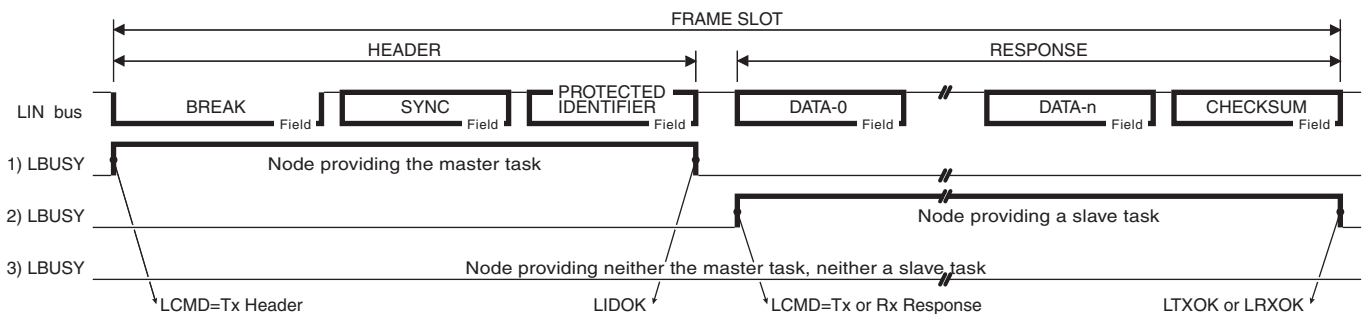 FRAME SLOT
HEADER RESPONSE
LIN bus BREAK Field SYNC Field PROTECTED IDENTIFIER Field DATA-0 Field DATA-n Field CHECKSUM Field
1) LBUSY Node providing the master task
2) LBUSY Node providing a slave task
3) LBUSY Node providing neither the master task, neither a slave task
LCMD=Tx Header LIDOK LCMD=Tx or Rx Response LTXOK or LRXOK